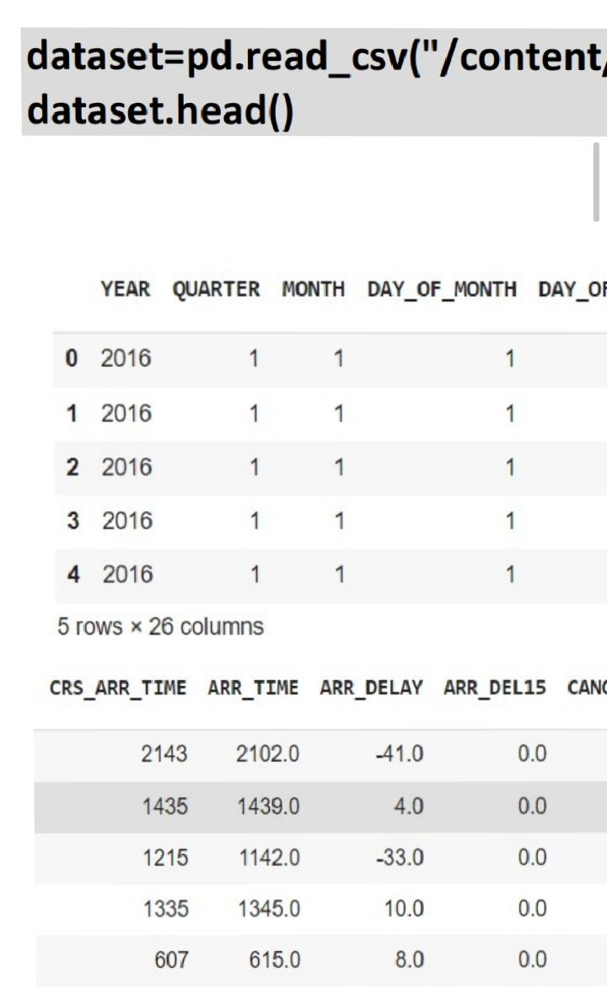 dataset=pd.read_csv("/content/
dataset.head()
YEAR QUARTER MONTH DAY_OF_MONTH DAY_OF
0 2016 1 1 1
1 2016 1 1 1
2 2016 1 1 1
3 2016 1 1 1
4 2016 1 1 1
5 rows × 26 columns
CRS_ARR_TIME ARR_TIME ARR_DELAY ARR_DEL15 CANC
2143 2102.0 -41.0 0.0
1435 1439.0 4.0 0.0
1215 1142.0 -33.0 0.0
1335 1345.0 10.0 0.0
607 615.0 8.0 0.0